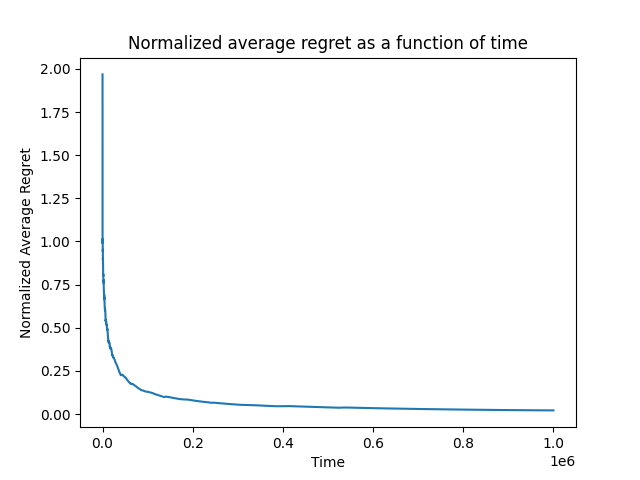 Normalized average regret as a function of time
2.00
1.75
1.50
1.25
1.00
0.75
0.50
0.25
0.00
Normalized Average Regret
0.0 0.2 0.4 0.6 0.8 1.0
Time
1e6